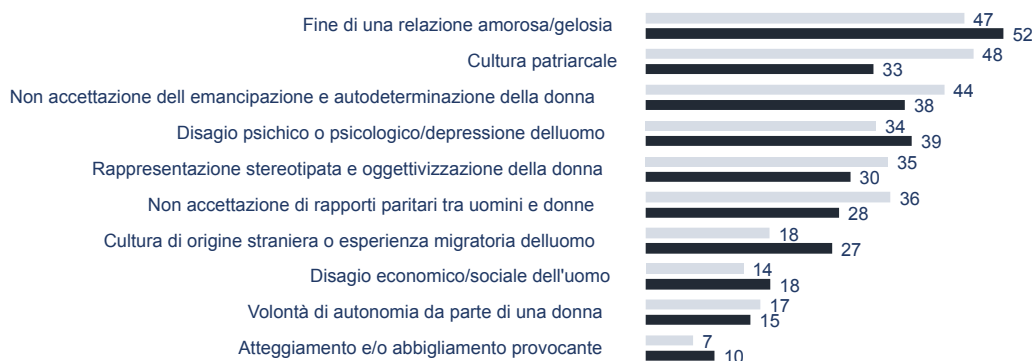 Fine di una relazione amorosa/gelosia
47
52
Cultura patriarcale
48
33
Non accettazione dell emancipazione e autodeterminazione della donna
44
38
Disagio psichico o psicologico/depressione delluomo
34
39
Rappresentazione stereotipata e oggettivizzazione della donna
35
30
Non accettazione di rapporti paritari tra uomini e donne
36
28
Cultura di origine straniera o esperienza migratoria delluomo
18
27
Disagio economico/sociale dell'uomo
14
18
Volontà di autonomia da parte di una donna
17
15
Atteggiamento e/o abbigliamento provocante
7
10